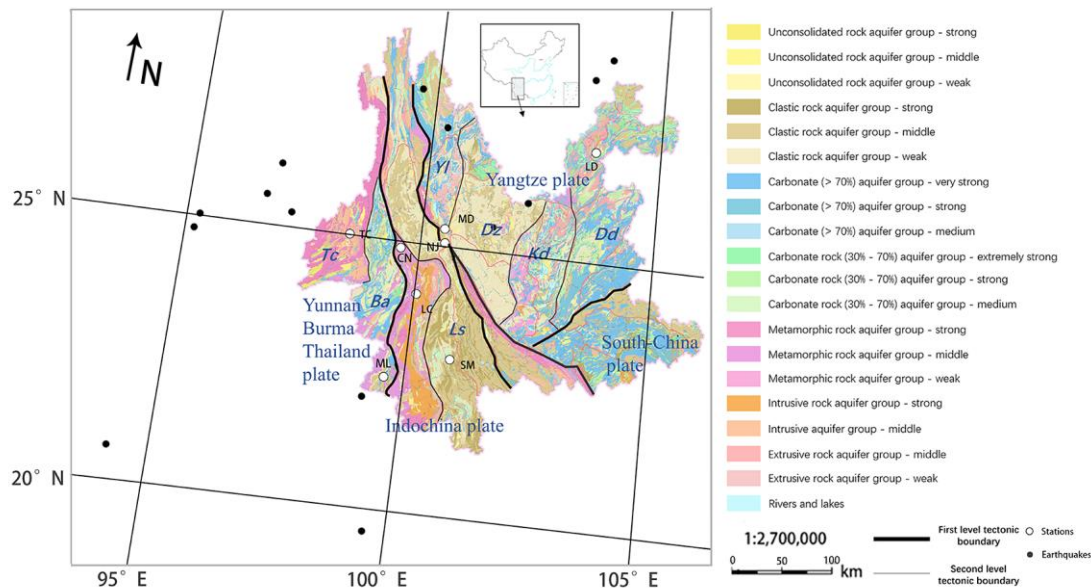 N
25° N
20° N
95° E
100° E
105° E
Yl
Yangtze plate
LD
MD
Dz
Dd
Kd
TC
NJ
CN
Tc
Ba
LC
Yunnan
Burma
Thailand
plate
Ls
South-China
plate
ML
SM
Indochina plate
Unconsolidated rock aquifer group - strong
Unconsolidated rock aquifer group - middle
Unconsolidated rock aquifer group - weak
Clastic rock aquifer group - strong
Clastic rock aquifer group - middle
Clastic rock aquifer group - weak
Carbonate (> 70%) aquifer group - very strong
Carbonate (> 70%) aquifer group - strong
Carbonate (> 70%) aquifer group - medium
Carbonate rock (30% - 70%) aquifer group - extremely strong
Carbonate rock (30% - 70%) aquifer group - strong
Carbonate rock (30% - 70%) aquifer group - medium
Metamorphic rock aquifer group - strong
Metamorphic rock aquifer group - middle
Metamorphic rock aquifer group - weak
Intrusive rock aquifer group - strong
Intrusive aquifer group - middle
Extrusive rock aquifer group - middle
Extrusive rock aquifer group - weak
Rivers and lakes
1:2,700,000
0 20 40 60 80 100
km
First level tectonic
boundary
Stations
Earthquakes
Second level
tectonic boundary